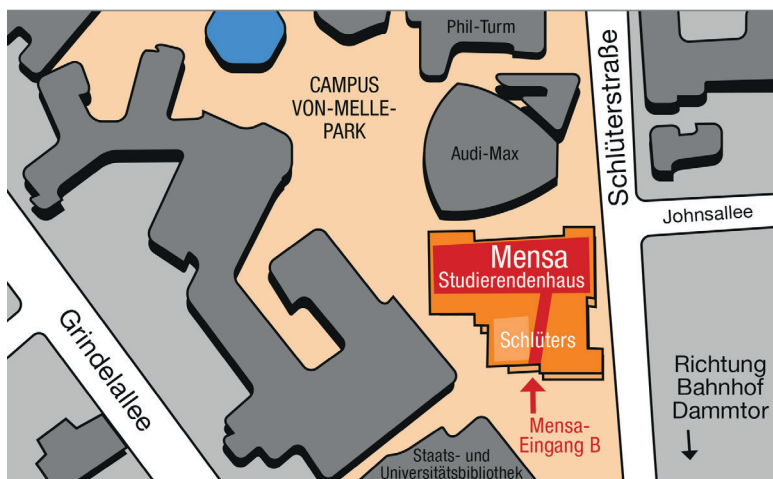 Phil-Turm
CAMPUS
VON-MELLE-
PARK
Audi-Max
Schlüterstraße
Johnsallee
Mensa
Studierendenhaus
Schlüters
Grindelallee
Richtung
Bahnhof
Dammtor
Mensa-
Eingang B
Staats- und
Universitätsbibliothek